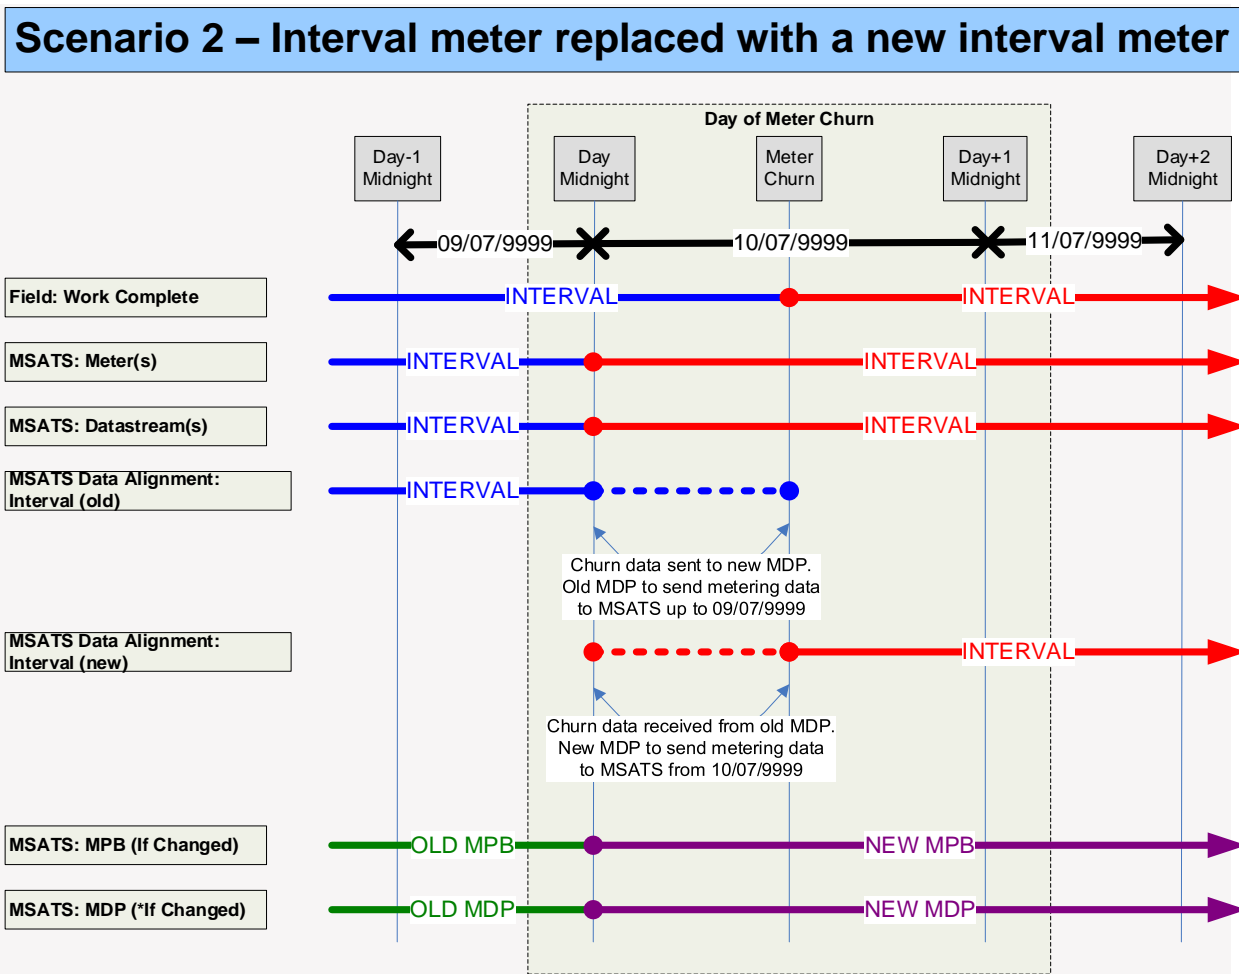 Scenario 2 – Interval meter replaced with a new interval meter
Day of Meter Churn
Day-1
Midnight
Day
Midnight
Meter
Churn
Day+1
Midnight
Day+2
Midnight
09/07/9999
10/07/9999
11/07/9999
Field: Work Complete
INTERVAL
INTERVAL
MSATS: Meter(s)
INTERVAL
INTERVAL
MSATS: Datastream(s)
INTERVAL
INTERVAL
MSATS Data Alignment:
Interval (old)
INTERVAL
Churn data sent to new MDP.
Old MDP to send metering data
to MSATS up to 09/07/9999
MSATS Data Alignment:
Interval (new)
INTERVAL
Churn data received from old MDP.
New MDP to send metering data
to MSATS from 10/07/9999
MSATS: MPB (If Changed)
OLD MPB
NEW MPB
MSATS: MDP (*If Changed)
OLD MDP
NEW MDP